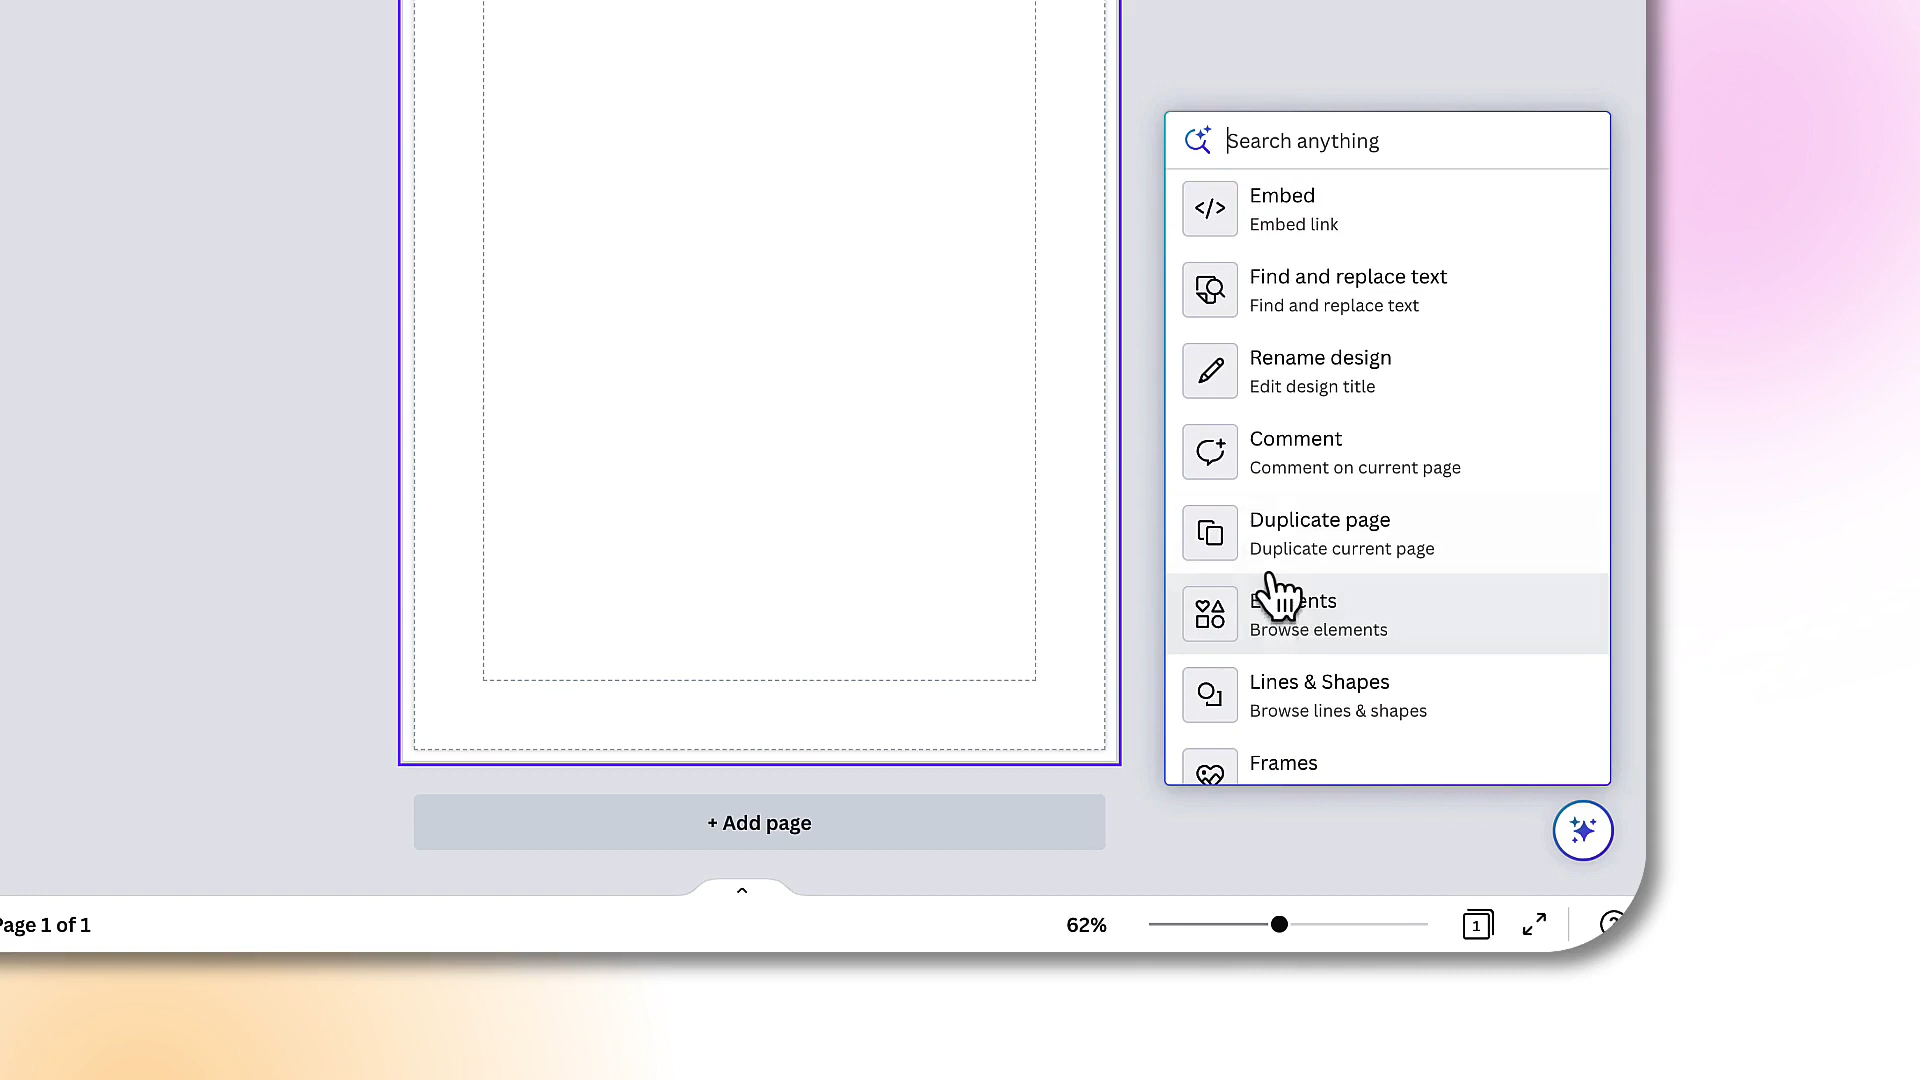 Search anything
Embed
Embed link
Find and replace text
Find and replace text
Rename design
Edit design title
Comment
Comment on current page
Duplicate page
Duplicate current page
Browse elements
Lines & Shapes
Browse lines & shapes
Frames
+ Add page
Page 1 of 1
62%
1